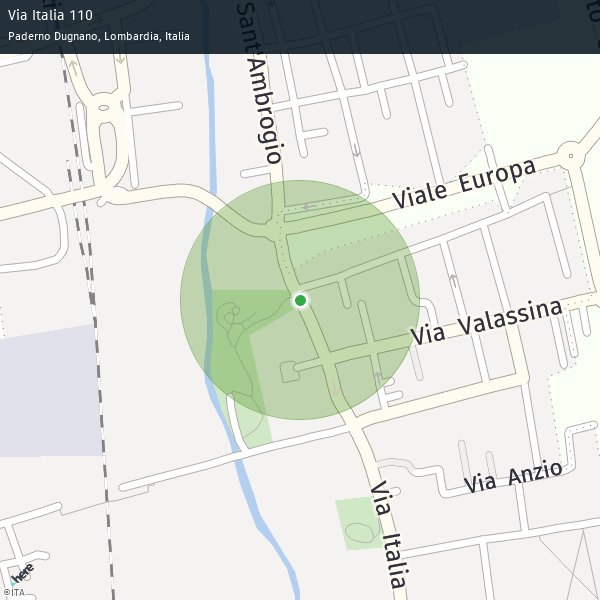 Via Italia 110
Paderno Dugnano, Lombardia, Italia
Sant'Ambrogio
Viale Europa
Via Valassina
Via Anzio
Via Italia
here
©ITA